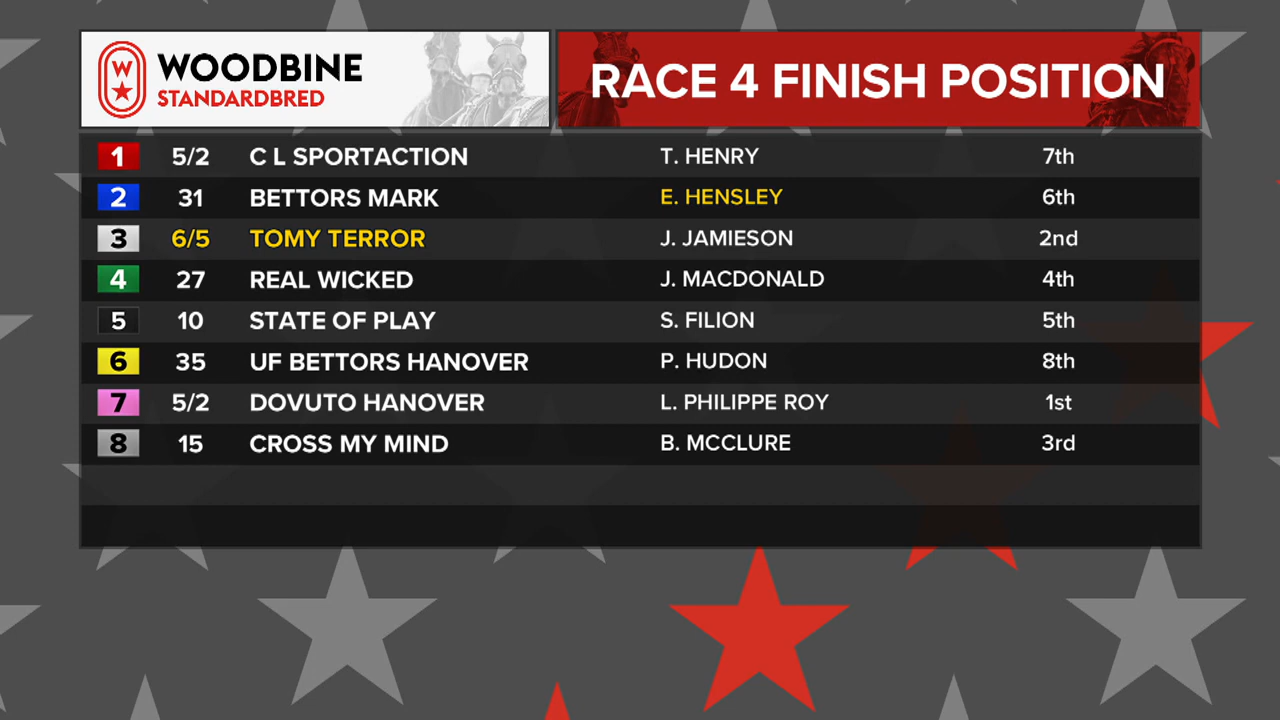 W
WOODBINE
STANDARDBRED
RACE 4 FINISH POSITION
1 5/2 C L SPORTACTION T. HENRY 7th
2 31 BETTORS MARK E. HENSLEY 6th
3 6/5 TOMY TERROR J. JAMIESON 2nd
4 27 REAL WICKED J. MACDONALD 4th
5 10 STATE OF PLAY S. FILION 5th
6 35 UF BETTORS HANOVER P. HUDON 8th
7 5/2 DOVUTO HANOVER L. PHILIPPE ROY 1st
8 15 CROSS MY MIND B. MCCLURE 3rd